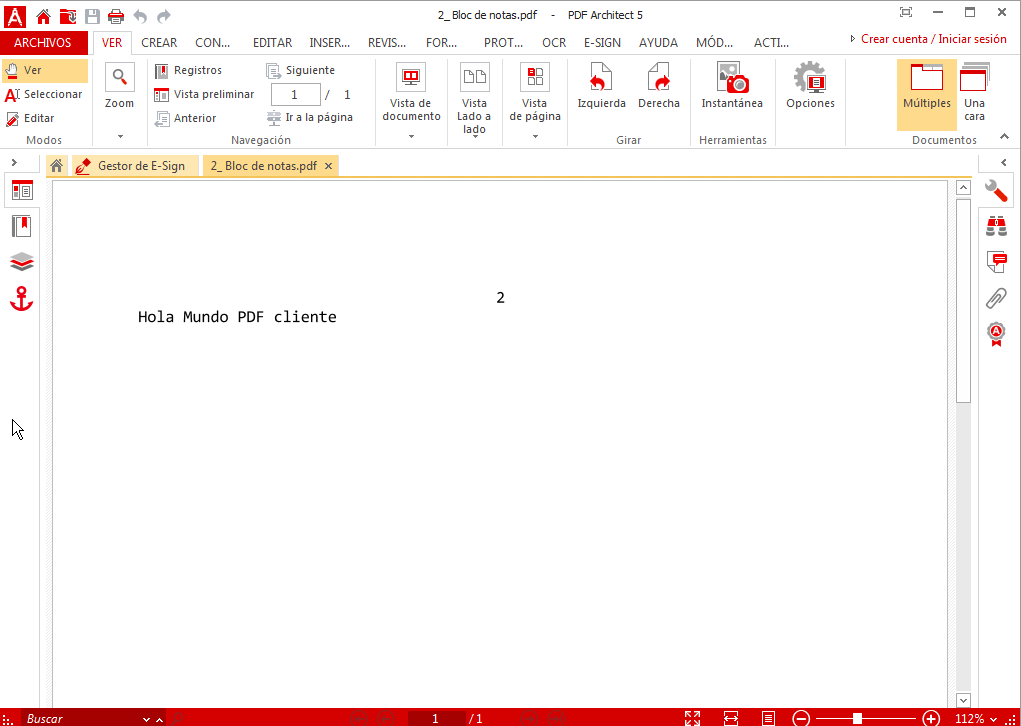 2_ Bloc de notas.pdf - PDF Architect 5
ARCHIVOS VER CREAR CON... EDITAR INSER... REVIS... FOR... PROT... OCR E-SIGN AYUDA MÓD... ACTI... Crear cuenta / Iniciar sesión
Ver
Seleccionar
Editar
Modos
Zoom
Registros
Vista preliminar
Anterior
Siguiente
1 / 1
Ir a la página
Navegación
Vista de
documento
Vista
Lado a
lado
Vista
de página
Izquierda
Derecha
Girar
Instantánea
Herramientas
Opciones
Múltiples
Una
cara
Documentos
Gestor de E-Sign
2_ Bloc de notas.pdf ×
2
Hola Mundo PDF cliente
Buscar
1 / 1
112%